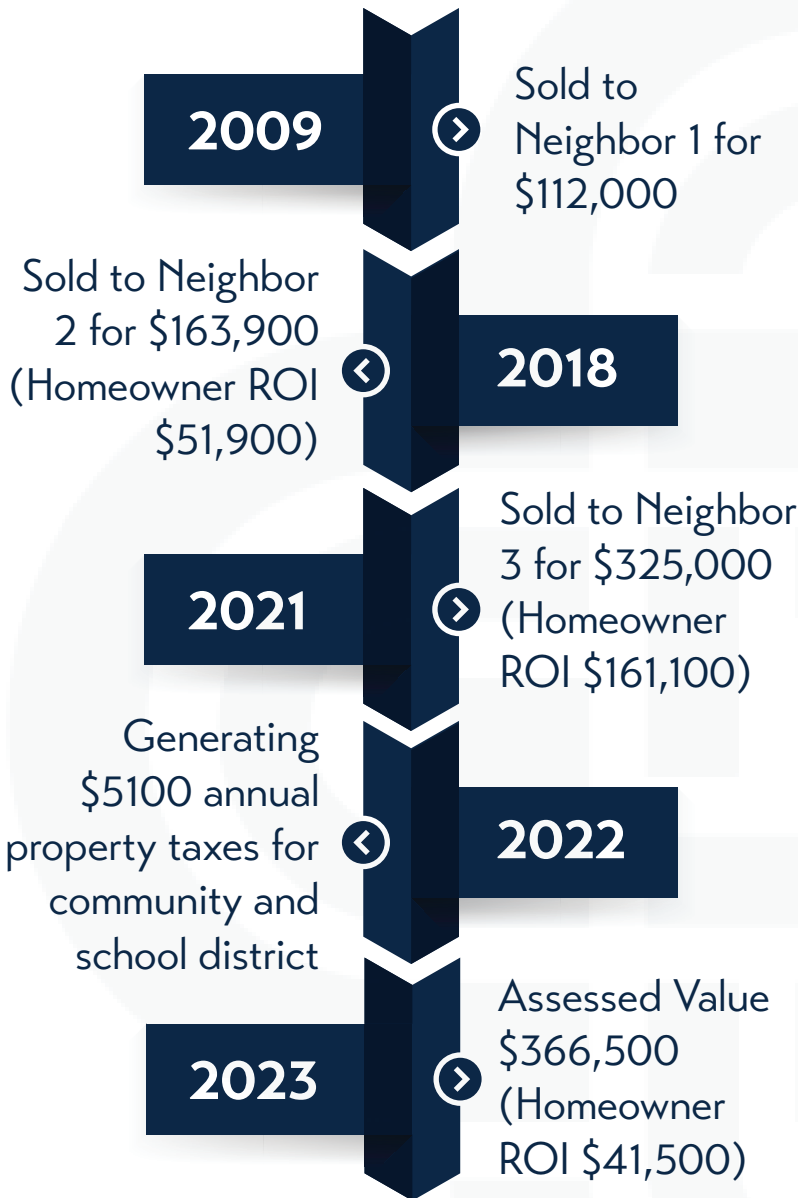 2009
Sold to
Neighbor 1 for
$112,000
Sold to Neighbor
2 for $163,900
(Homeowner ROI
$51,900)
2018
2021
Sold to Neighbor
3 for $325,000
(Homeowner
ROI $161,100)
Generating
$5100 annual
property taxes for
community and
school district
2022
2023
Assessed Value
$366,500
(Homeowner
ROI $41,500)